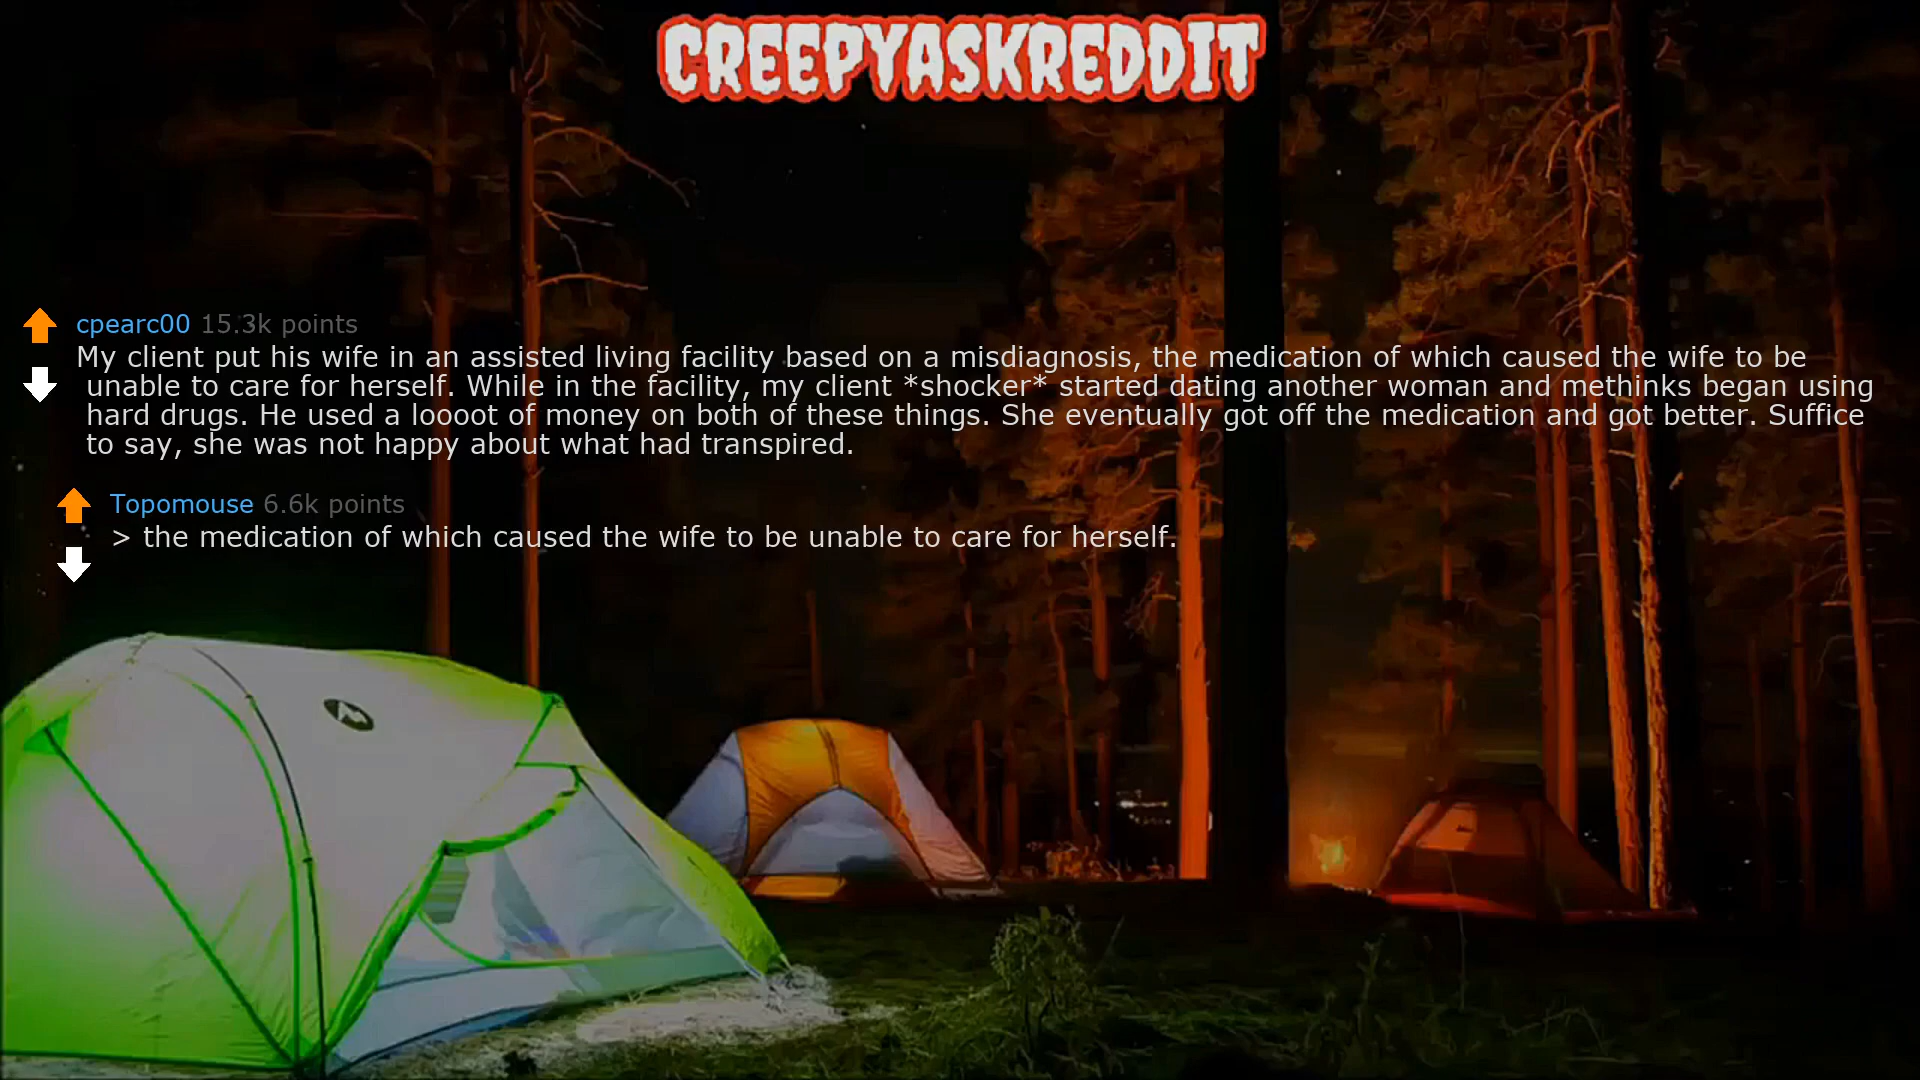 CREEPYASKREDDIT
cpearc00 15.3k points
My client put his wife in an assisted living facility based on a misdiagnosis, the medication of which caused the wife to be
unable to care for herself. While in the facility, my client *shocker* started dating another woman and methinks began using
hard drugs. He used a loooot of money on both of these things. She eventually got off the medication and got better. Suffice
to say, she was not happy about what had transpired.
Topomouse 6.6k points
> the medication of which caused the wife to be unable to care for herself.